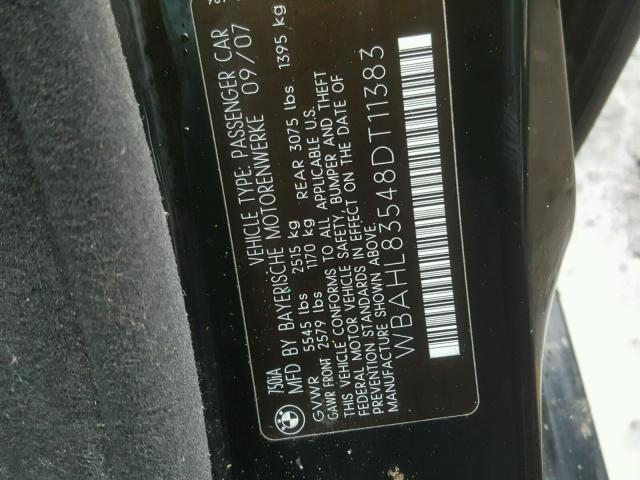 750iA
VEHICLE TYPE: PASSENGER CAR
MFD BY BAYERISCHE MOTORENWERKE 09/07
GVWR 5545 lbs 2515 kg
GAWR FRONT 2579 lbs 1170 kg REAR 3075 lbs. 1395 kg
THIS VEHICLE CONFORMS TO ALL APPLICABLE U.S.
FEDERAL MOTOR VEHICLE SAFETY, BUMPER AND THEFT
PREVENTION STANDARDS IN EFFECT ON THE DATE OF
MANUFACTURE SHOWN ABOVE.
WBAHL83548DT11383